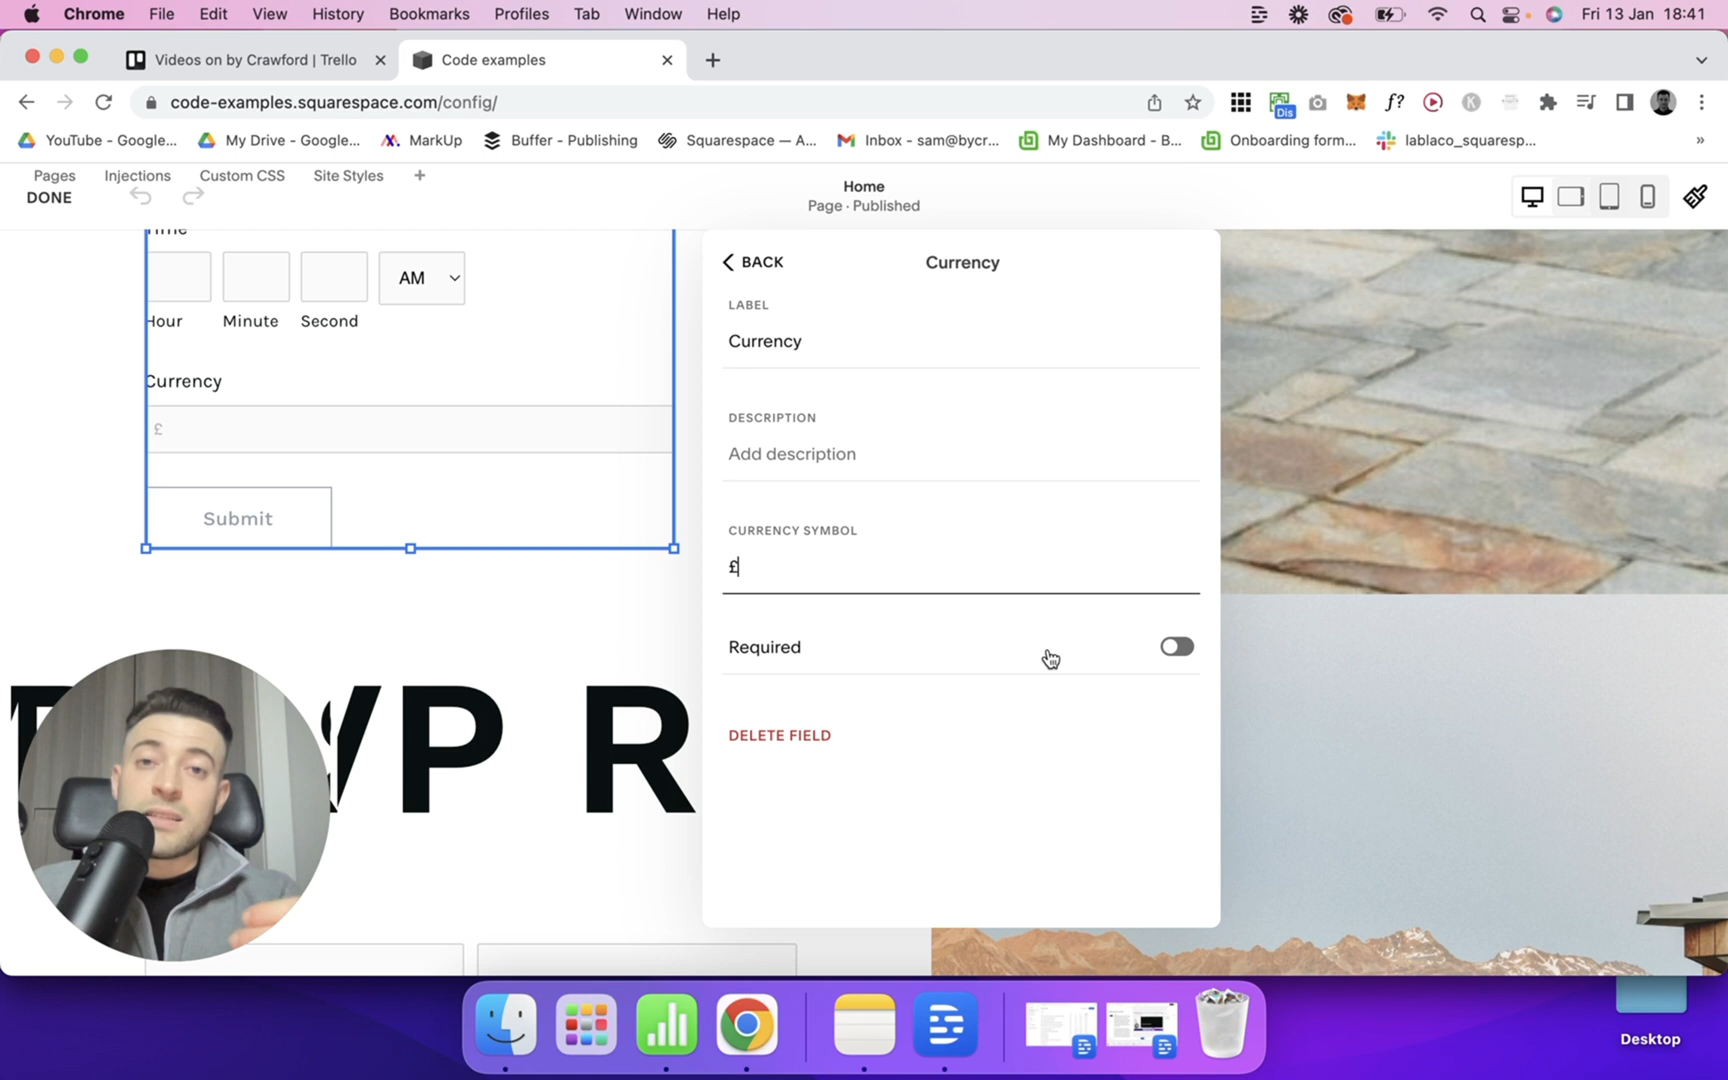 Chrome File Edit View History Bookmarks Profiles Tab Window Help Fri 13 Jan 18:41
Videos on by Crawford | Trello Code examples
code-examples.squarespace.com/config/ f? Dis K
YouTube - Google... My Drive - Google... MarkUp Buffer - Publishing Squarespace — A... Inbox - sam@bycr... My Dashboard - B... Onboarding form... lablaco_squaresp... »
Pages Injections Custom CSS Site Styles +
DONE
Home
Page · Published
Time
AM
Hour Minute Second
Currency
£
Submit
BACK Currency
LABEL
Currency
DESCRIPTION
Add description
CURRENCY SYMBOL
£
Required
DELETE FIELD
VP R
Desktop